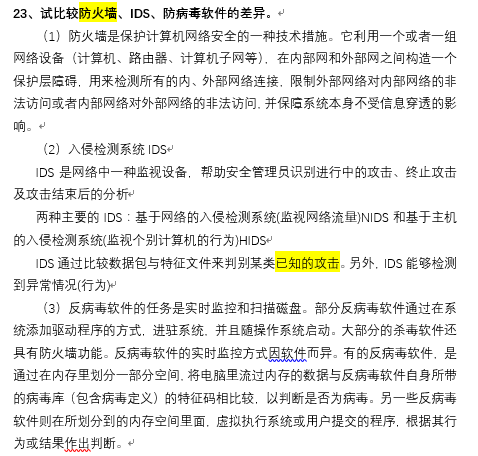 23、试比较防火墙、IDS、防病毒软件的差异。
（1）防火墙是保护计算机网络安全的一种技术措施。它利用一个或者一组
网络设备（计算机、路由器、计算机子网等），在内部网和外部网之间构造一个
保护层障碍，用来检测所有的内、外部网络连接，限制外部网络对内部网络的非
法访问或者内部网络对外部网络的非法访问，并保障系统本身不受信息穿透的影
响。
（2）入侵检测系统 IDS
IDS 是网络中一种监视设备，帮助安全管理员识别进行中的攻击、终止攻击
及攻击结束后的分析
两种主要的 IDS：基于网络的入侵检测系统(监视网络流量)NIDS 和基于主机
的入侵检测系统(监视个别计算机的行为)HIDS
IDS 通过比较数据包与特征文件来判别某类已知的攻击。另外，IDS 能够检测
到异常情况(行为)
（3）反病毒软件的任务是实时监控和扫描磁盘。部分反病毒软件通过在系
统添加驱动程序的方式，进驻系统，并且随操作系统启动。大部分的杀毒软件还
具有防火墙功能。反病毒软件的实时监控方式因软件而异。有的反病毒软件，是
通过在内存里划分一部分空间，将电脑里流过内存的数据与反病毒软件自身所带
的病毒库（包含病毒定义）的特征码相比较，以判断是否为病毒。另一些反病毒
软件则在所划分到的内存空间里面，虚拟执行系统或用户提交的程序，根据其行
为或结果作出判断。